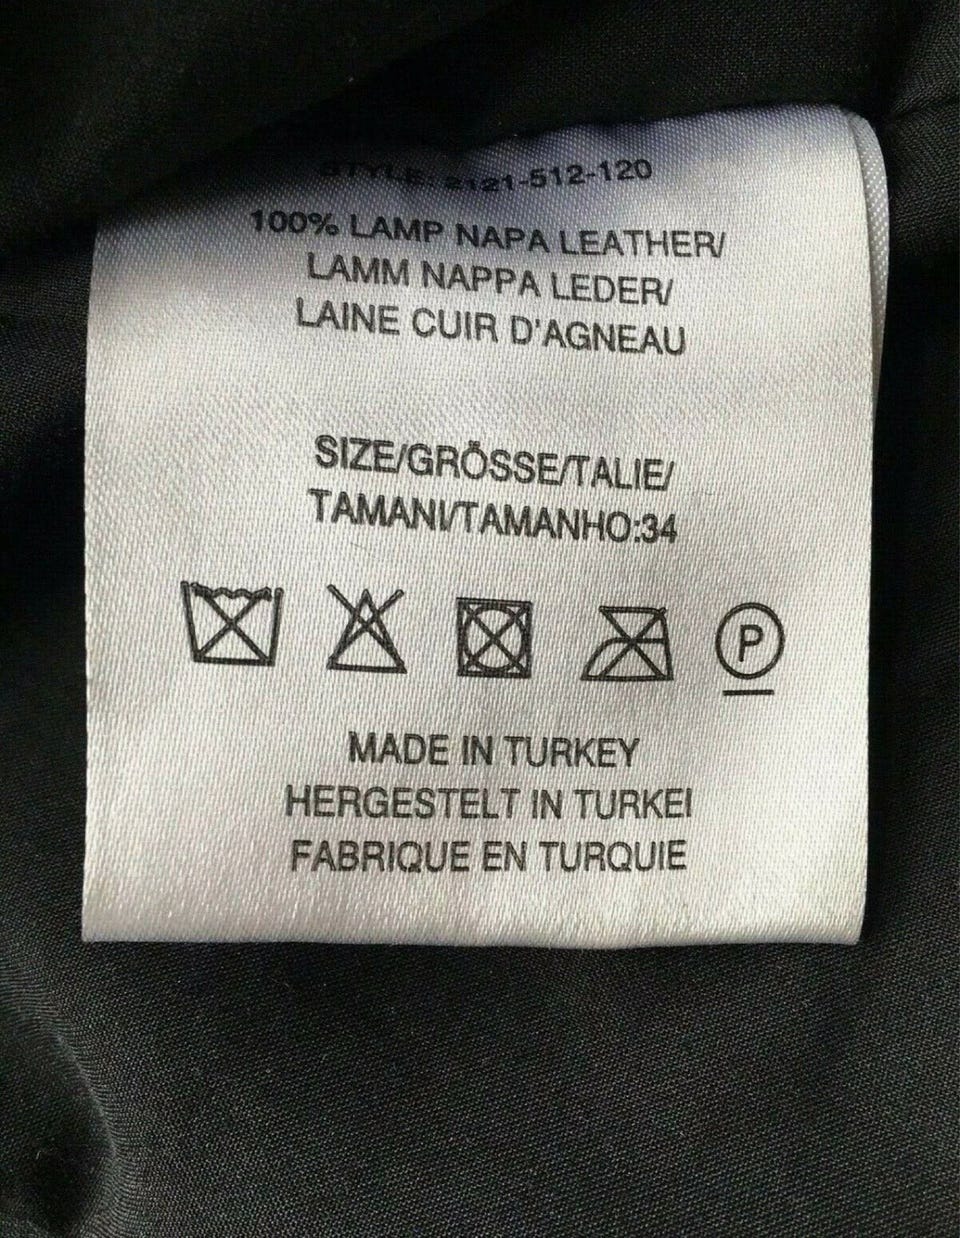 STYLE: 2121-512-120
100% LAMP NAPA LEATHER/
LAMM NAPPA LEDER/
LAINE CUIR D'AGNEAU
SIZE/GRÖSSE/TALIE/
TAMANI/TAMANHO:34
P
MADE IN TURKEY
HERGESTELT IN TURKEI
FABRIQUE EN TURQUIE